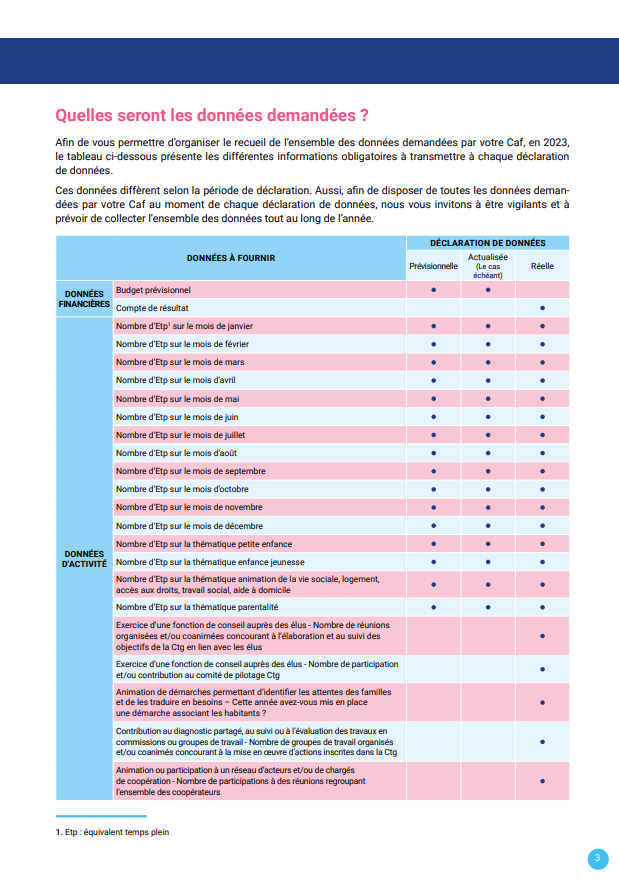 Quelles seront les données demandées ?
Afin de vous permettre d'organiser le recueil de l'ensemble des données demandées par votre Caf, en 2023,
le tableau ci-dessous présente les différentes informations obligatoires à transmettre à chaque déclaration
de données.
Ces données diffèrent selon la période de déclaration. Aussi, afin de disposer de toutes les données deman-
dées par votre Caf au moment de chaque déclaration de données, nous vous invitons à être vigilants et à
prévoir de collecter l'ensemble des données tout au long de l'année.
DONNÉES À FOURNIR
DÉCLARATION DE DONNÉES
Prévisionnelle
Actualisée
(Le cas
échéant)
Réelle
DONNÉES
FINANCIÈRES
Budget prévisionnel • •
Compte de résultat •
DONNÉES
D'ACTIVITÉ
Nombre d'Etp¹ sur le mois de janvier • • •
Nombre d'Etp sur le mois de février • • •
Nombre d'Etp sur le mois de mars • • •
Nombre d'Etp sur le mois d'avril • • •
Nombre d'Etp sur le mois de mai • • •
Nombre d'Etp sur le mois de juin • • •
Nombre d'Etp sur le mois de juillet • • •
Nombre d'Etp sur le mois d'août • • •
Nombre d'Etp sur le mois de septembre • • •
Nombre d'Etp sur le mois d'octobre • • •
Nombre d'Etp sur le mois de novembre • • •
Nombre d'Etp sur le mois de décembre • • •
Nombre d'Etp sur la thématique petite enfance • • •
Nombre d'Etp sur la thématique enfance jeunesse • • •
Nombre d'Etp sur la thématique animation de la vie sociale, logement,
accès aux droits, travail social, aide à domicile • • •
Nombre d'Etp sur la thématique parentalité • • •
Exercice d'une fonction de conseil auprès des élus - Nombre de réunions
organisées et/ou coanimées concourant à l'élaboration et au suivi des
objectifs de la Ctg en lien avec les élus •
Exercice d'une fonction de conseil auprès des élus - Nombre de participation
et/ou contribution au comité de pilotage Ctg •
Animation de démarches permettant d'identifier les attentes des familles
et de les traduire en besoins – Cette année avez-vous mis en place
une démarche associant les habitants ? •
Contribution au diagnostic partagé, au suivi ou à l'évaluation des travaux en
commissions ou groupes de travail - Nombre de groupes de travail organisés
et/ou coanimés concourant à la mise en œuvre d'actions inscrites dans la Ctg •
Animation ou participation à un réseau d'acteurs et/ou de chargés
de coopération - Nombre de participations à des réunions regroupant
l'ensemble des coopérateurs •
1. Etp : équivalent temps plein
3